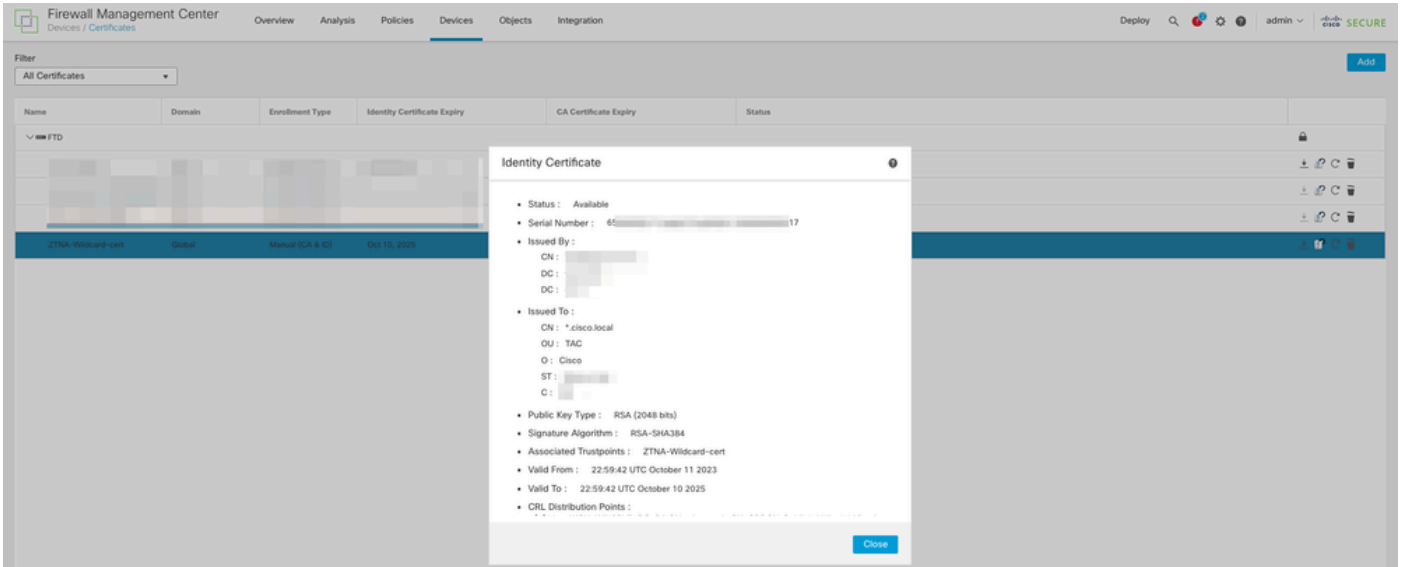 Firewall Management Center
Devices / Certificates
Overview Analysis Policies Devices Objects Integration
Deploy admin cisco SECURE
Filter
All Certificates
Add
Name Domain Enrollment Type Identity Certificate Expiry CA Certificate Expiry Status
FTD
ZTNA-Wildcard-cert Global Manual (CA & ID) Oct 10, 2025
Identity Certificate
• Status : Available
• Serial Number : 65 17
• Issued By :
CN :
DC :
DC :
• Issued To :
CN : *.cisco.local
OU : TAC
O : Cisco
ST :
C :
• Public Key Type : RSA (2048 bits)
• Signature Algorithm : RSA-SHA384
• Associated Trustpoints : ZTNA-Wildcard-cert
• Valid From : 22:59:42 UTC October 11 2023
• Valid To : 22:59:42 UTC October 10 2025
• CRL Distribution Points :
Close